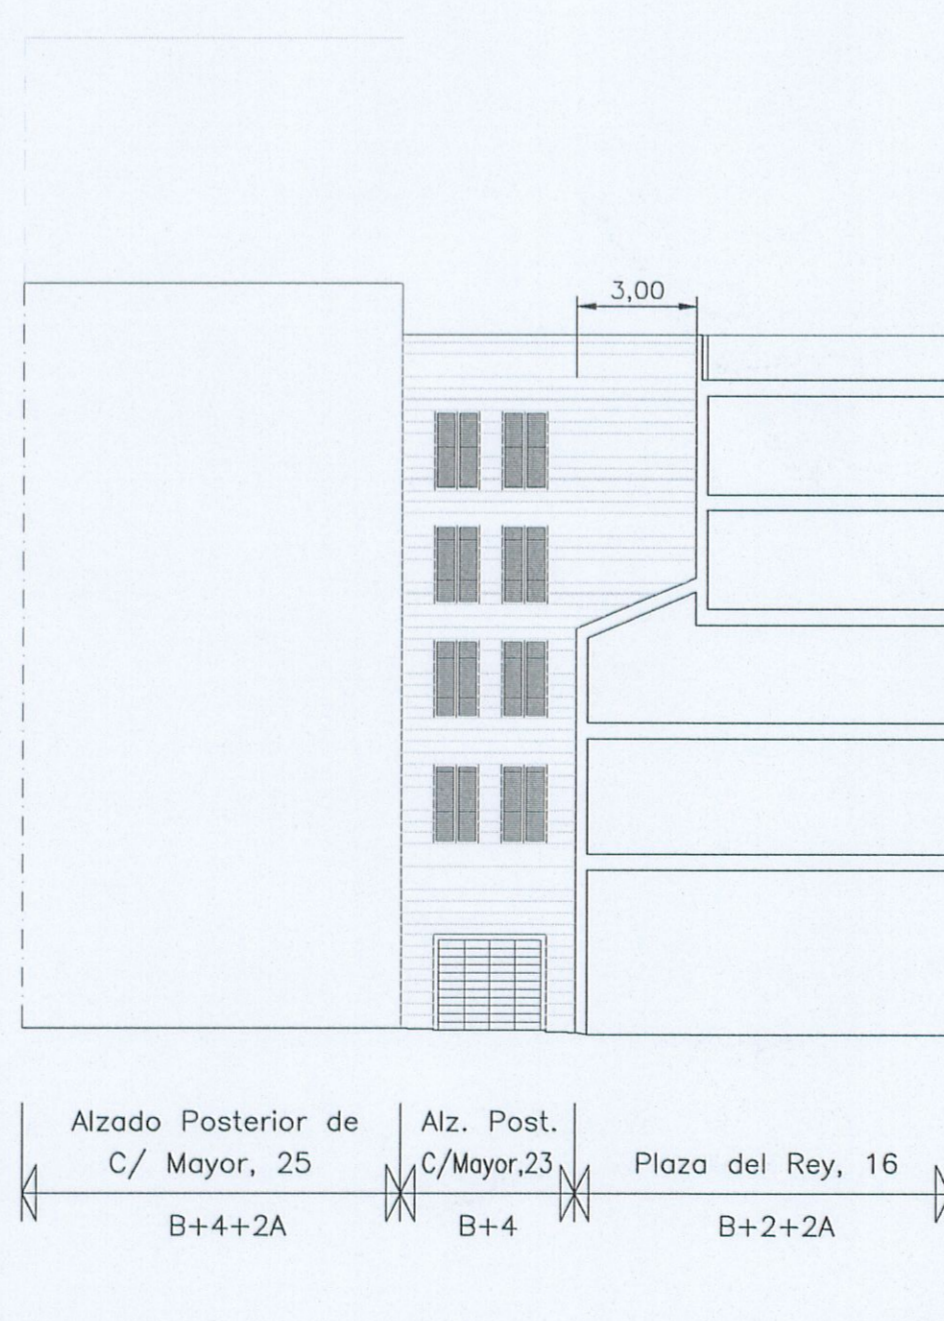 3,00
Alzado Posterior de
C/ Mayor, 25
B+4+2A
Alz. Post.
C/Mayor,23
B+4
Plaza del Rey, 16
B+2+2A